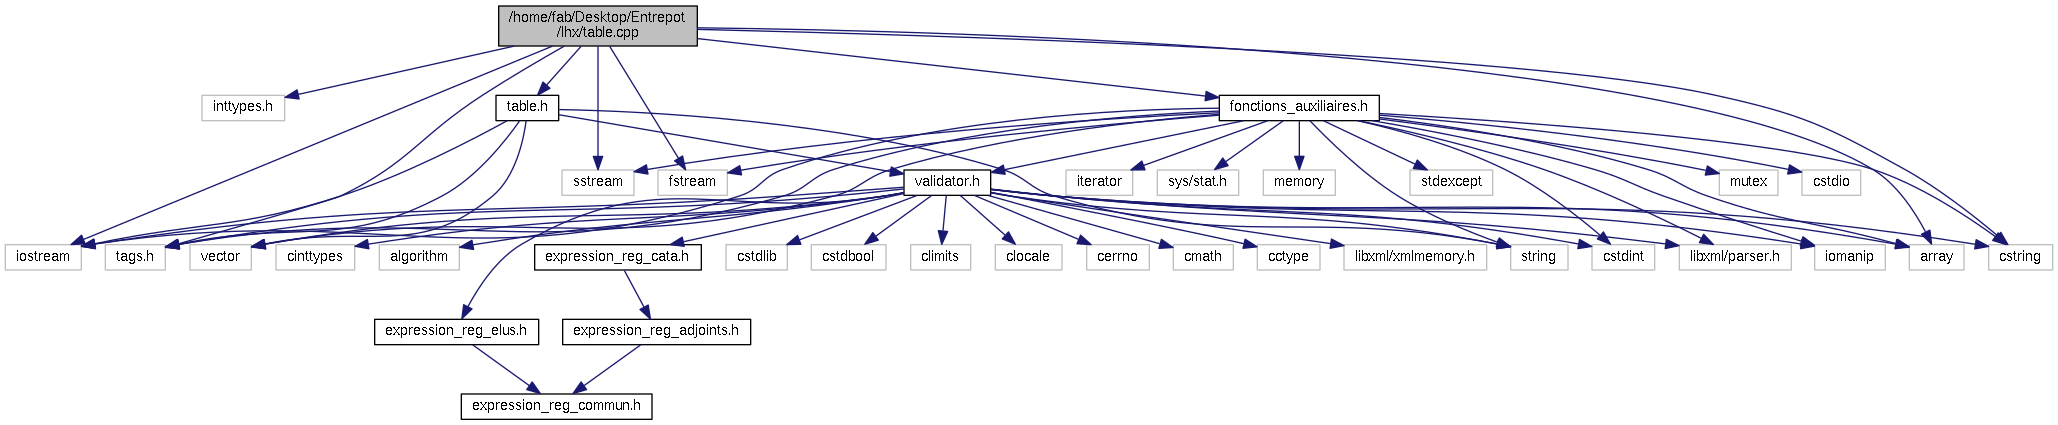 /home/fab/Desktop/Entrepot
/lhx/table.cpp
inttypes.h
table.h
fonctions_auxiliaires.h
sstream
fstream
validator.h
iterator
sys/stat.h
memory
stdexcept
mutex
cstdio
iostream
tags.h
vector
cinttypes
algorithm
expression_reg_cata.h
cstdlib
cstdbool
climits
clocale
cerrno
cmath
cctype
libxml/xmlmemory.h
string
cstdint
libxml/parser.h
iomanip
array
cstring
expression_reg_elus.h
expression_reg_adjoints.h
expression_reg_commun.h